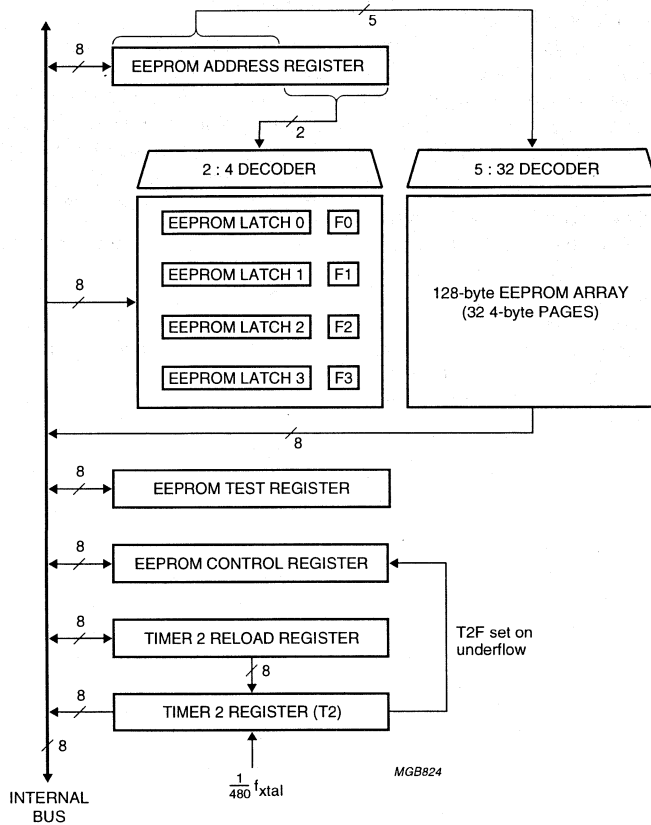 5
8
EEPROM ADDRESS REGISTER
2
2 : 4 DECODER
5 : 32 DECODER
EEPROM LATCH 0 F0
EEPROM LATCH 1 F1
EEPROM LATCH 2 F2
EEPROM LATCH 3 F3
8
128-byte EEPROM ARRAY
(32 4-byte PAGES)
8
8
EEPROM TEST REGISTER
8
EEPROM CONTROL REGISTER
T2F set on
underflow
8
TIMER 2 RELOAD REGISTER
8
8
TIMER 2 REGISTER (T2)
8
1/480 fxtal
MGB824
INTERNAL
BUS